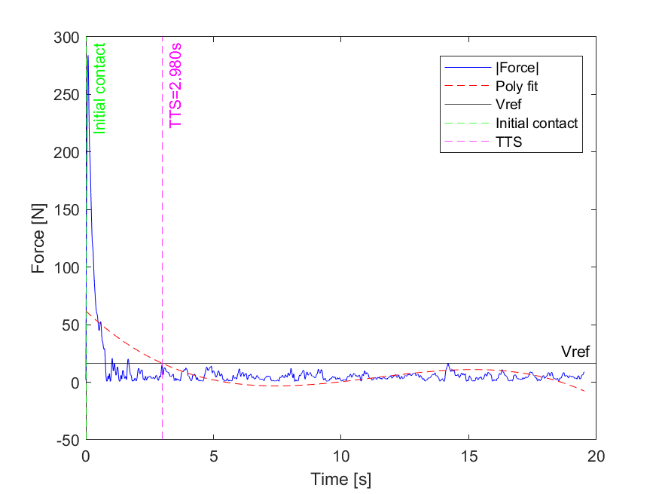 300
250
200
150
100
50
0
-50
0
5
10
15
20
Force [N]
Time [s]
Initial contact
TTS=2.980s
|Force|
Poly fit
Vref
Initial contact
TTS
Vref